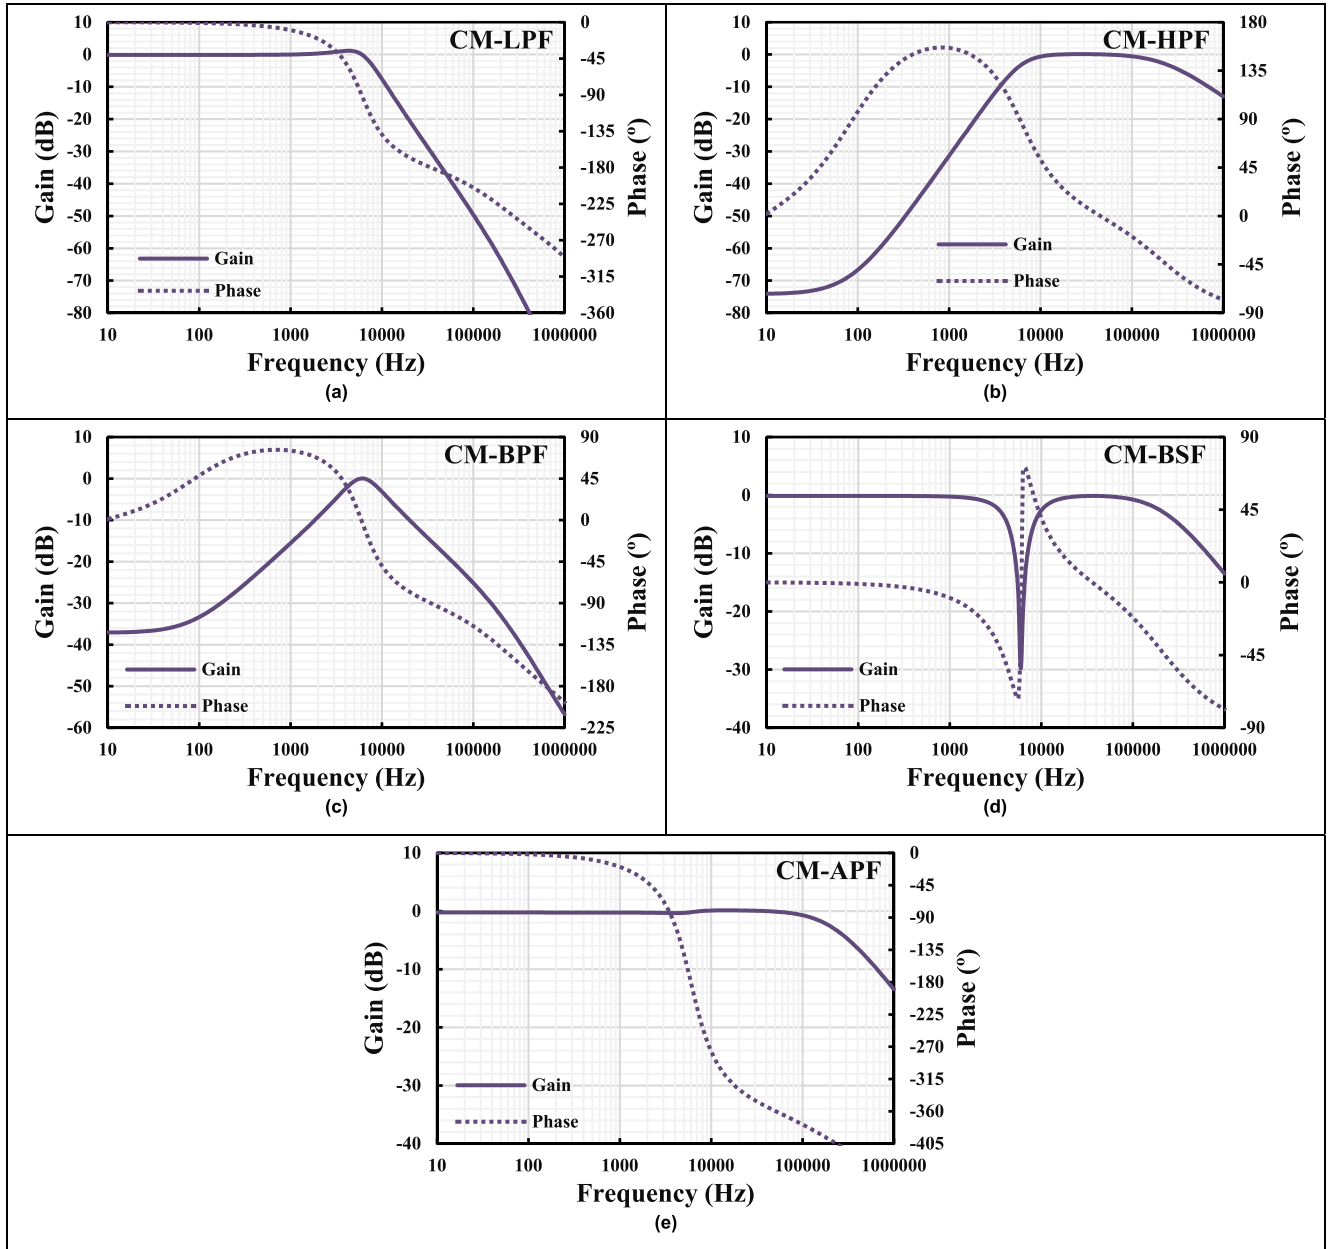 CM-LPF
10
0
-10
-20
-30
-40
-50
-60
-70
-80
Gain (dB)
0
-45
-90
-135
-180
-225
-270
-315
-360
Phase (º)
Gain
Phase
10 100 1000 10000 100000 1000000
Frequency (Hz)
(a)
CM-HPF
10
0
-10
-20
-30
-40
-50
-60
-70
-80
Gain (dB)
180
135
90
45
0
-45
-90
Phase (º)
Gain
Phase
10 100 1000 10000 100000 1000000
Frequency (Hz)
(b)
CM-BPF
10
0
-10
-20
-30
-40
-50
-60
Gain (dB)
90
45
0
-45
-90
-135
-180
-225
Phase (º)
Gain
Phase
10 100 1000 10000 100000 1000000
Frequency (Hz)
(c)
CM-BSF
10
0
-10
-20
-30
-40
Gain (dB)
90
45
0
-45
-90
Phase (º)
Gain
Phase
10 100 1000 10000 100000 1000000
Frequency (Hz)
(d)
CM-APF
10
0
-10
-20
-30
-40
Gain (dB)
0
-45
-90
-135
-180
-225
-270
-315
-360
-405
Phase (º)
Gain
Phase
10 100 1000 10000 100000 1000000
Frequency (Hz)
(e)